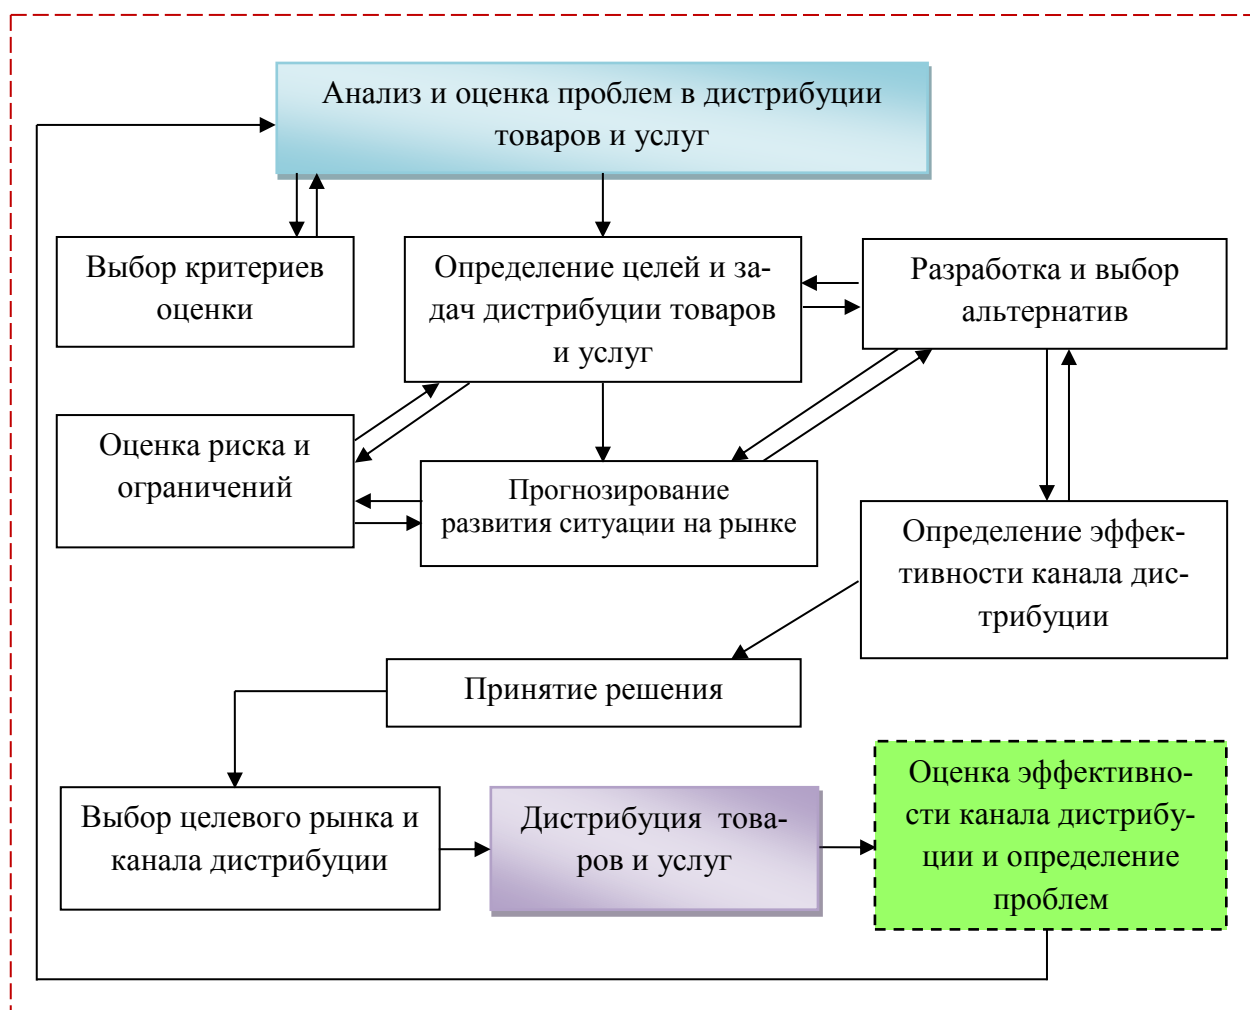 Анализ и оценка проблем в дистрибуции
товаров и услуг
Выбор критериев
оценки
Определение целей и за-
дач дистрибуции товаров
и услуг
Разработка и выбор
альтернатив
Оценка риска и
ограничений
Прогнозирование
развития ситуации на рынке
Определение эффек-
тивности канала дис-
трибуции
Принятие решения
Выбор целевого рынка и
канала дистрибуции
Дистрибуция това-
ров и услуг
Оценка эффективно-
сти канала дистрибу-
ции и определение
проблем